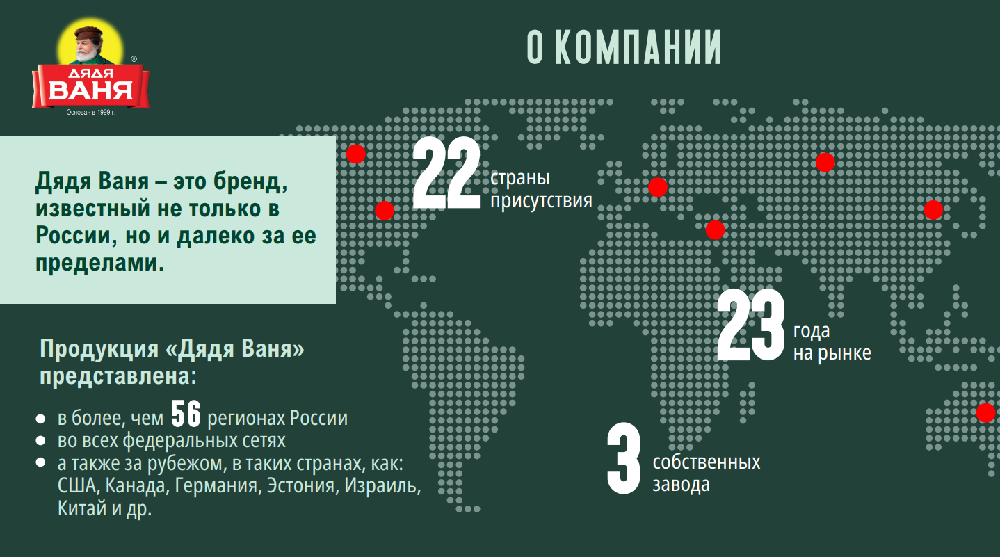 ДЯДЯ
ВАНЯ
®
Основан в 1999 г.
О КОМПАНИИ
Дядя Ваня – это бренд,
известный не только в
России, но и далеко за ее
пределами.
22 страны
присутствия
23 года
на рынке
3 собственных
завода
Продукция «Дядя Ваня»
представлена:
в более, чем 56 регионах России
во всех федеральных сетях
а также за рубежом, в таких странах, как:
США, Канада, Германия, Эстония, Израиль,
Китай и др.